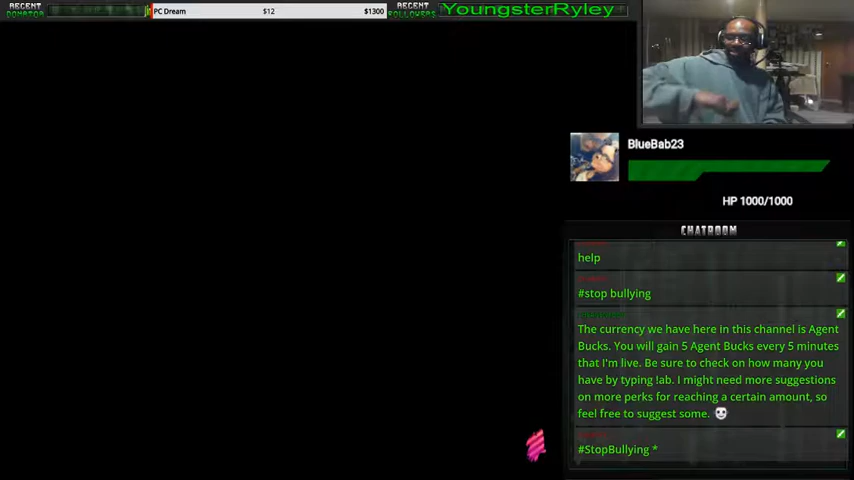 RECENT
DONATOR
PC Dream
$12
$1300
RECENT
FOLLOWERS
YoungsterRyley
BlueBab23
HP 1000/1000
CHATROOM
help
#stop bullying
The currency we have here in this channel is Agent
Bucks. You will gain 5 Agent Bucks every 5 minutes
that I'm live. Be sure to check on how many you
have by typing !ab. I might need more suggestions
on more perks for reaching a certain amount, so
feel free to suggest some.
#StopBullying *